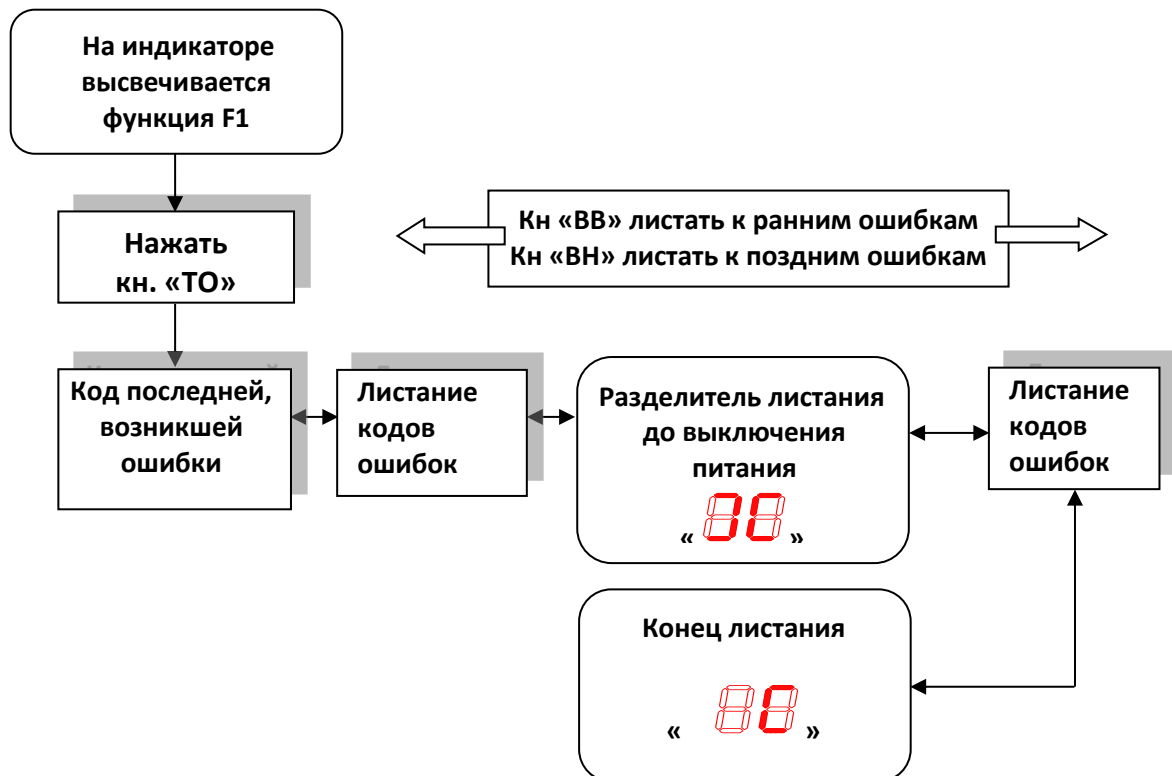 На индикаторе
высвечивается
функция F1
Нажать
кн. «ТО»
Кн «ВВ» листать к ранним ошибкам
Кн «ВН» листать к поздним ошибкам
Код последней,
возникшей
ошибки
Листание
кодов
ошибок
Разделитель листания
до выключения
питания
« »
Листание
кодов
ошибок
Конец листания
« С »